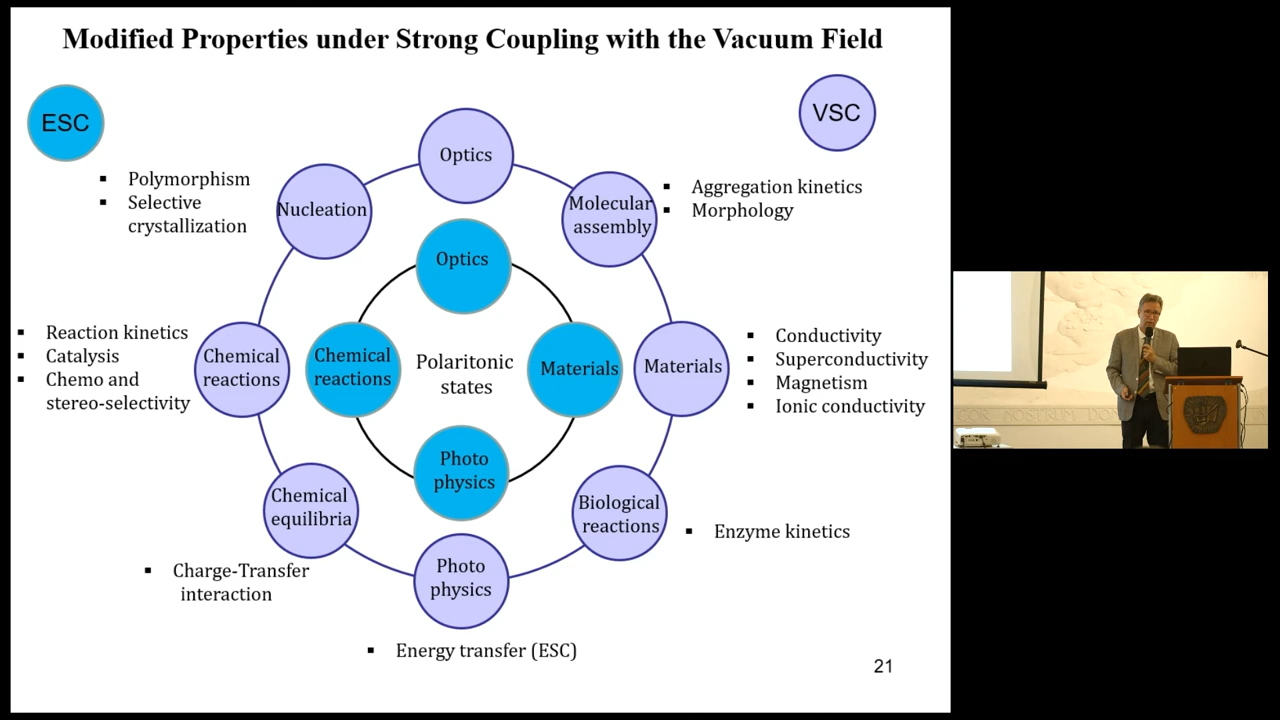 Modified Properties under Strong Coupling with the Vacuum Field
ESC
VSC
Optics
▪ Polymorphism
▪ Selective
crystallization
Nucleation
Molecular
assembly
▪ Aggregation kinetics
▪ Morphology
Optics
▪ Reaction kinetics
▪ Catalysis
▪ Chemo and
stereo-selectivity
Chemical
reactions
Chemical
reactions
Polaritonic
states
Materials
Materials
▪ Conductivity
▪ Superconductivity
▪ Magnetism
▪ Ionic conductivity
Photo
physics
Chemical
equilibria
Biological
reactions
▪ Enzyme kinetics
▪ Charge-Transfer
interaction
Photo
physics
▪ Energy transfer (ESC)
21
NOSTRUM